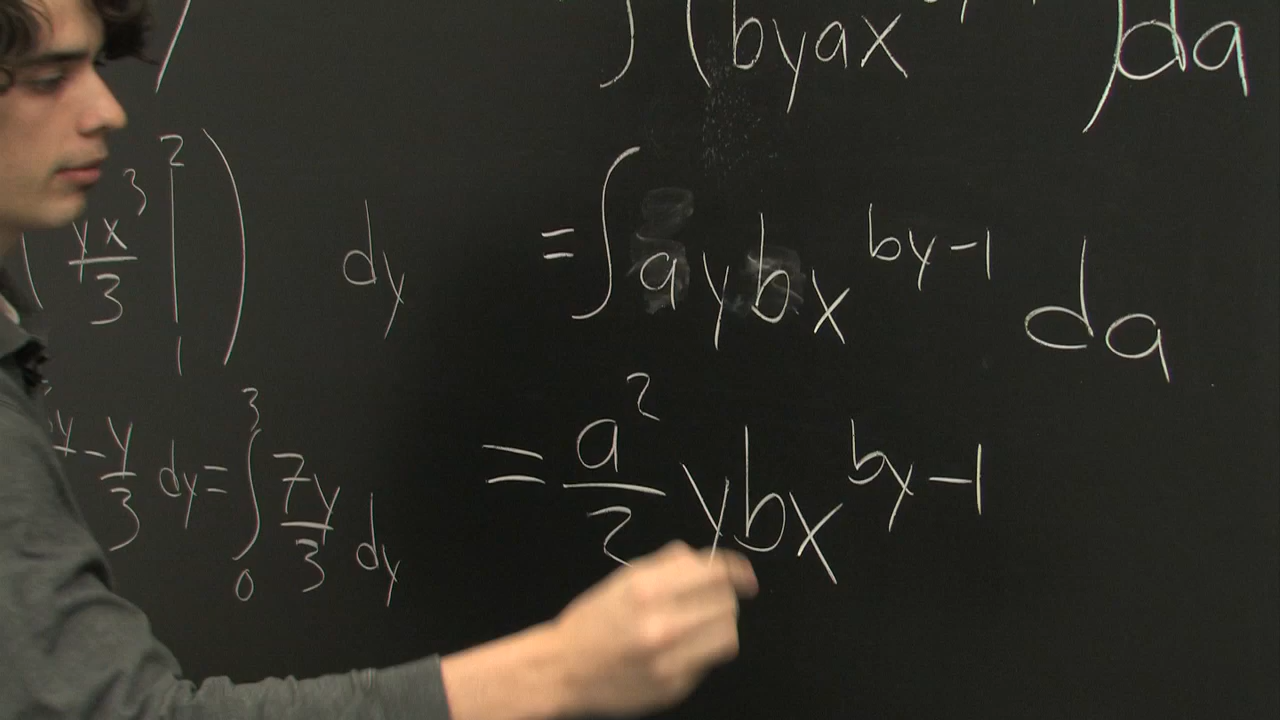 ∫ (byax ) da
( yx³/3 |₁² ) dy
= ∫ aybx^(by-1) da
y - y/3 dy = ∫₀³ 7y/3 dy
= a²/2 ybx^(by-1)